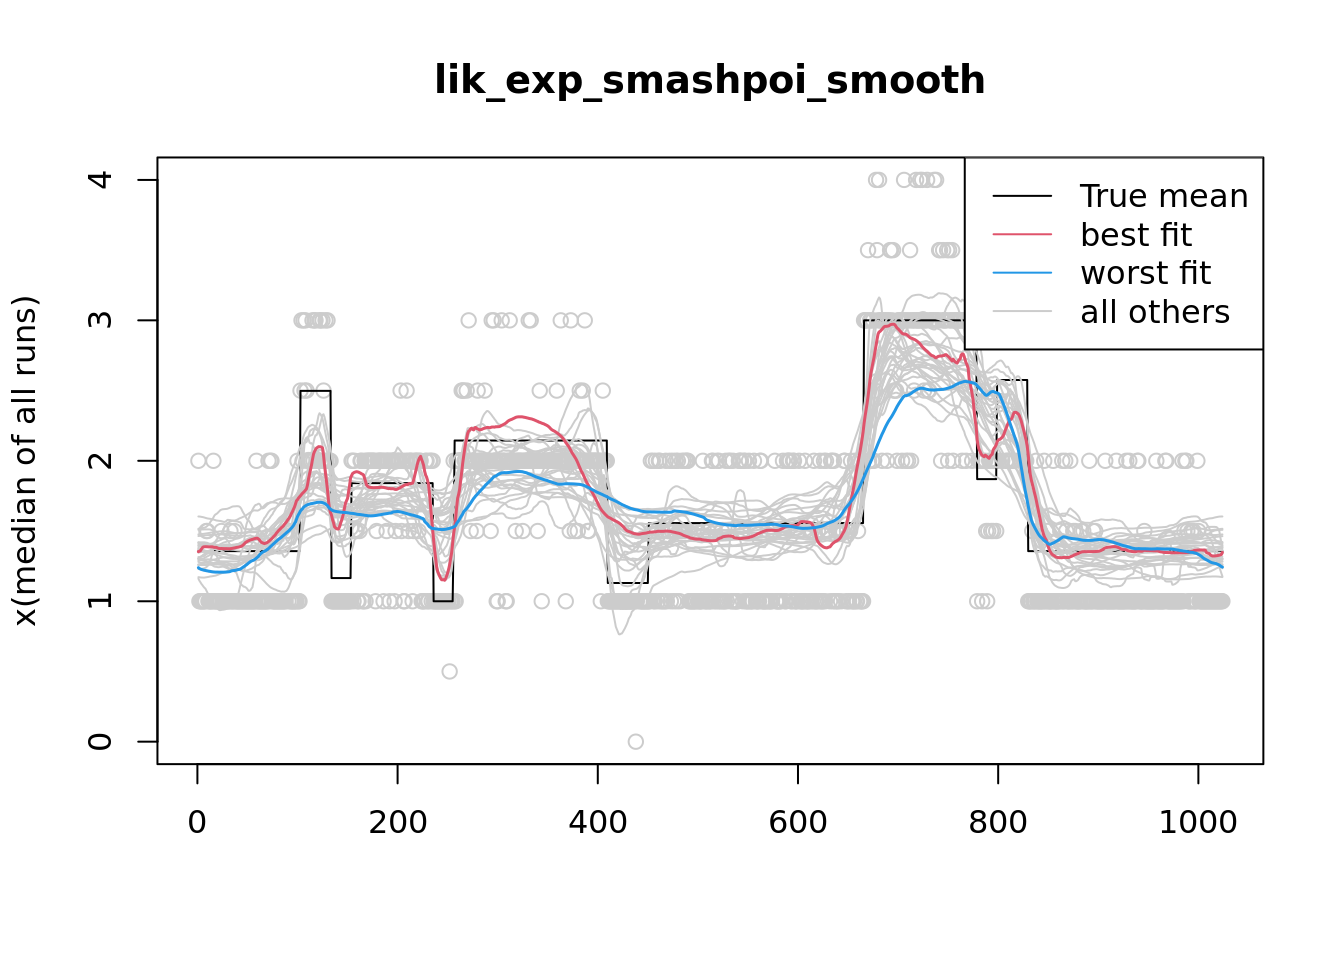 lik_exp_smashpoi_smooth
True mean
best fit
worst fit
all others
x(median of all runs)
4
3
2
1
0
0 200 400 600 800 1000